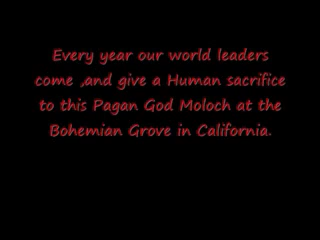 Every year our world leaders
come ,and give a Human sacrifice
to this Pagan God Moloch at the
Bohemian Grove in California.